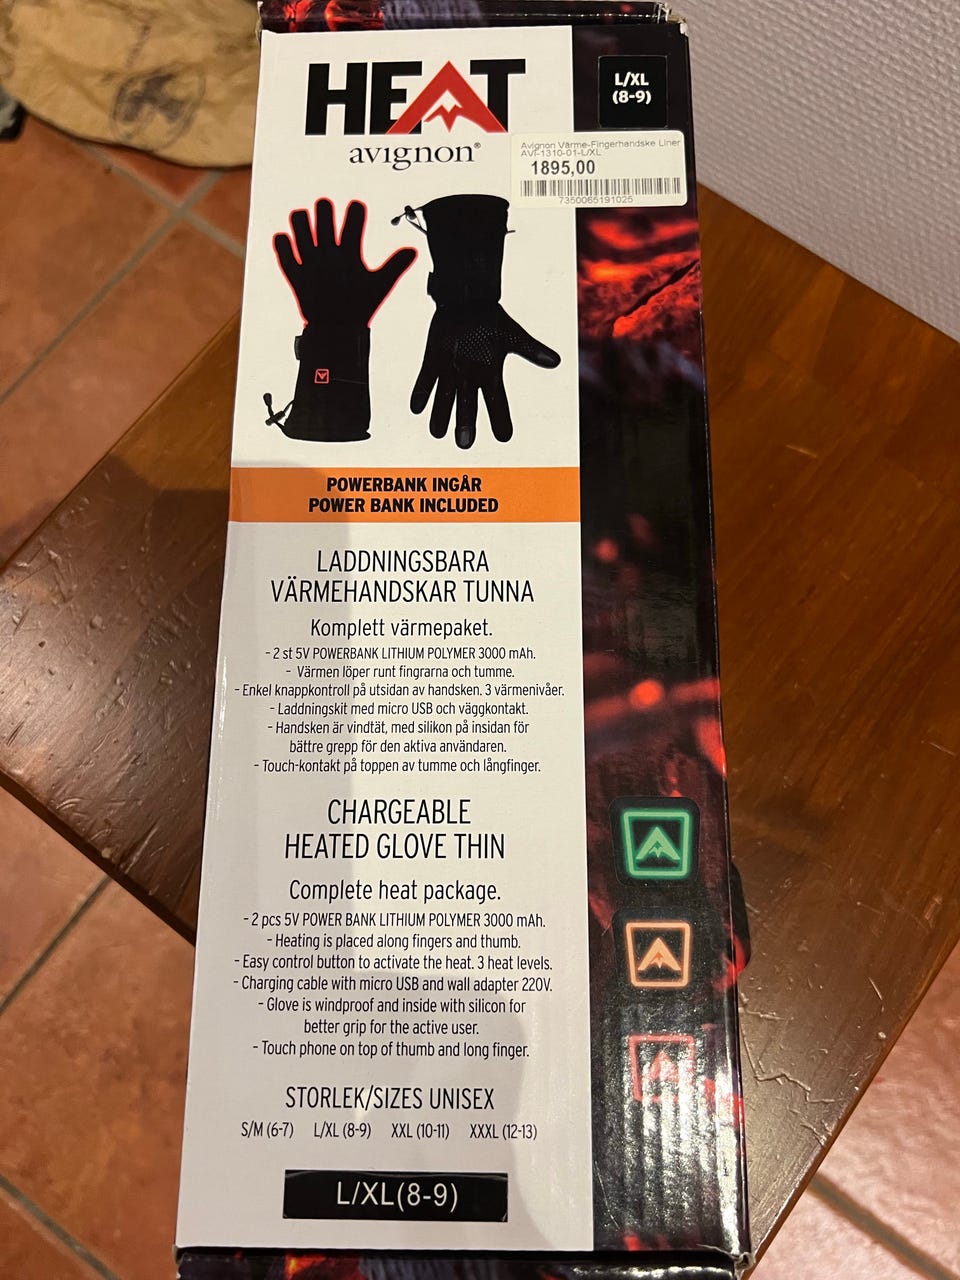 HEAT
avignon®
L/XL
(8-9)
Avignon Värme-Fingerhandske Liner
AVI-1310-01-L/XL
1895,00
7350065191025
POWERBANK INGÅR
POWER BANK INCLUDED
LADDNINGSBARA
VÄRMEHANDSKAR TUNNA
Komplett värmepaket.
- 2 st 5V POWERBANK LITHIUM POLYMER 3000 mAh.
- Värmen löper runt fingrarna och tumme.
- Enkel knappkontroll på utsidan av handsken. 3 värmenivåer.
- Laddningskit med micro USB och väggkontakt.
- Handsken är vindtät, med silikon på insidan för
bättre grepp för den aktiva användaren.
- Touch-kontakt på toppen av tumme och långfinger.
CHARGEABLE
HEATED GLOVE THIN
Complete heat package.
- 2 pcs 5V POWER BANK LITHIUM POLYMER 3000 mAh.
- Heating is placed along fingers and thumb.
- Easy control button to activate the heat. 3 heat levels.
- Charging cable with micro USB and wall adapter 220V.
- Glove is windproof and inside with silicon for
better grip for the active user.
- Touch phone on top of thumb and long finger.
STORLEK/SIZES UNISEX
S/M (6-7) L/XL (8-9) XXL (10-11) XXXL (12-13)
L/XL(8-9)